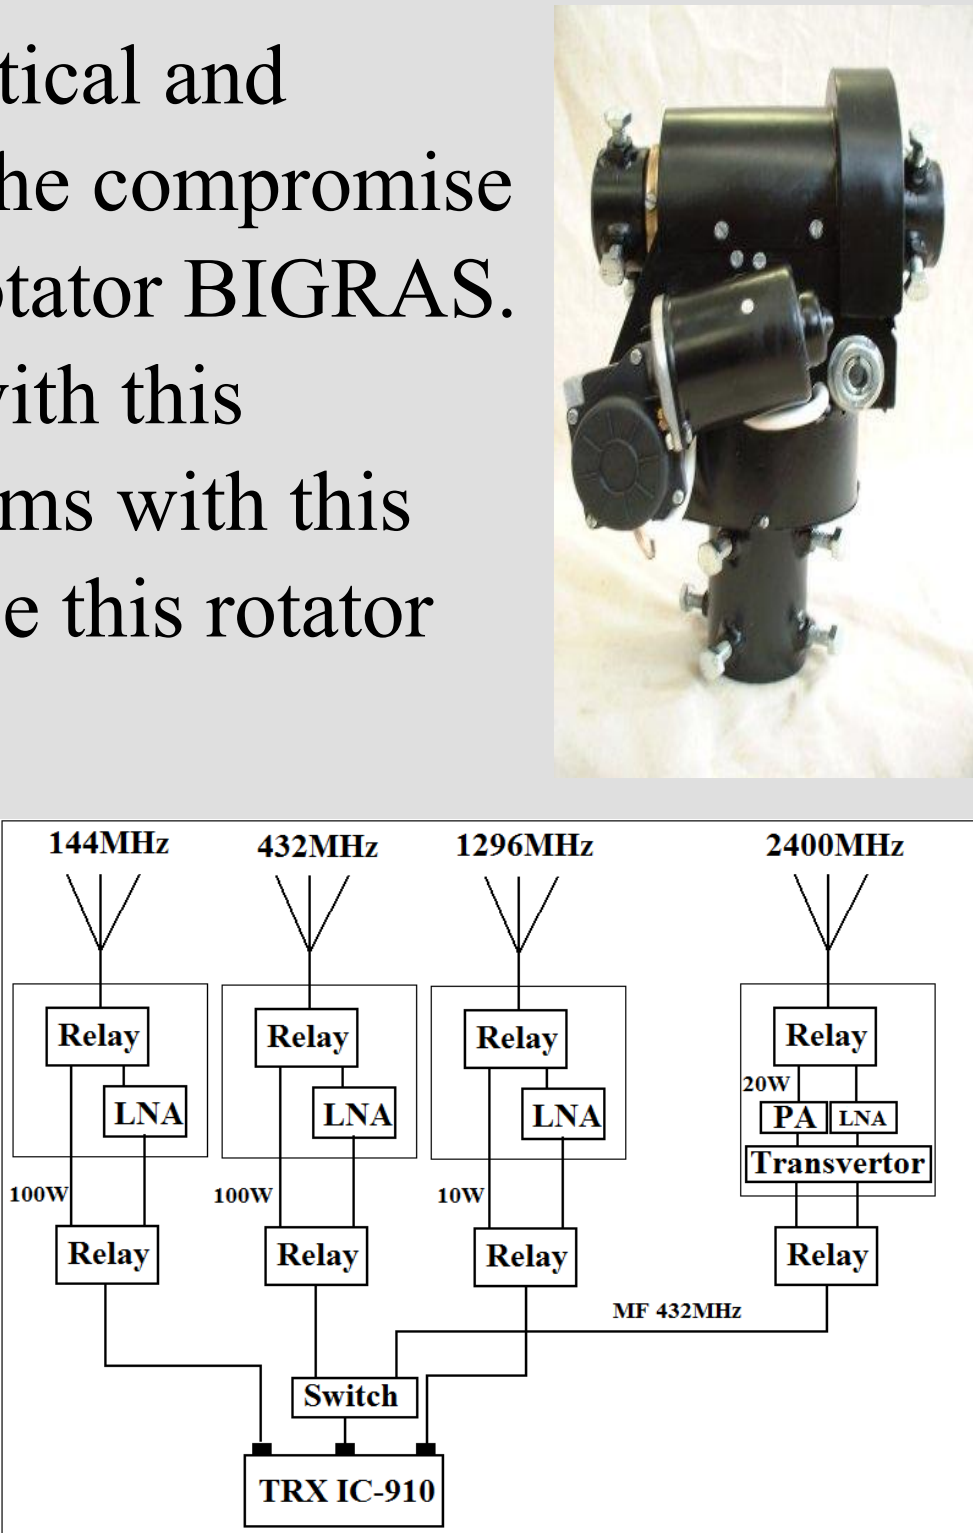 tical and
he compromise
otator BIGRAS.
with this
ms with this
e this rotator
144MHz 432MHz 1296MHz 2400MHz
Relay Relay Relay Relay
20W
LNA LNA LNA PA LNA
Transvertor
100W 100W 10W
Relay Relay Relay Relay
MF 432MHz
Switch
TRX IC-910